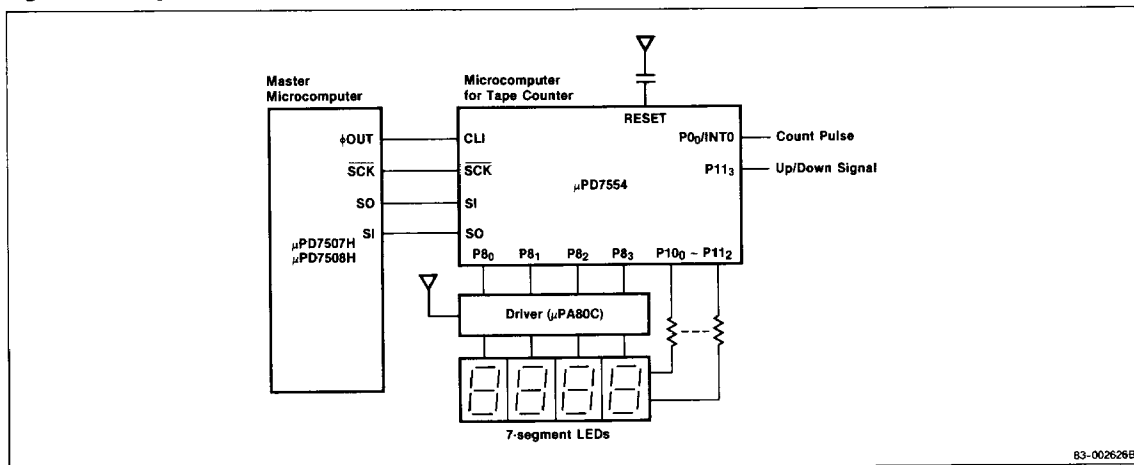 Master
Microcomputer
Microcomputer
for Tape Counter
RESET
ϕOUT
CLI
P0₀/INT0
Count Pulse
S̅C̅K̅
S̅C̅K̅
P11₃
Up/Down Signal
SO
SI
μPD7554
SI
SO
μPD7507H
μPD7508H
P8₀
P8₁
P8₂
P8₃
P10₀ ~ P11₂
Driver (μPA80C)
7-segment LEDs
83-002626B